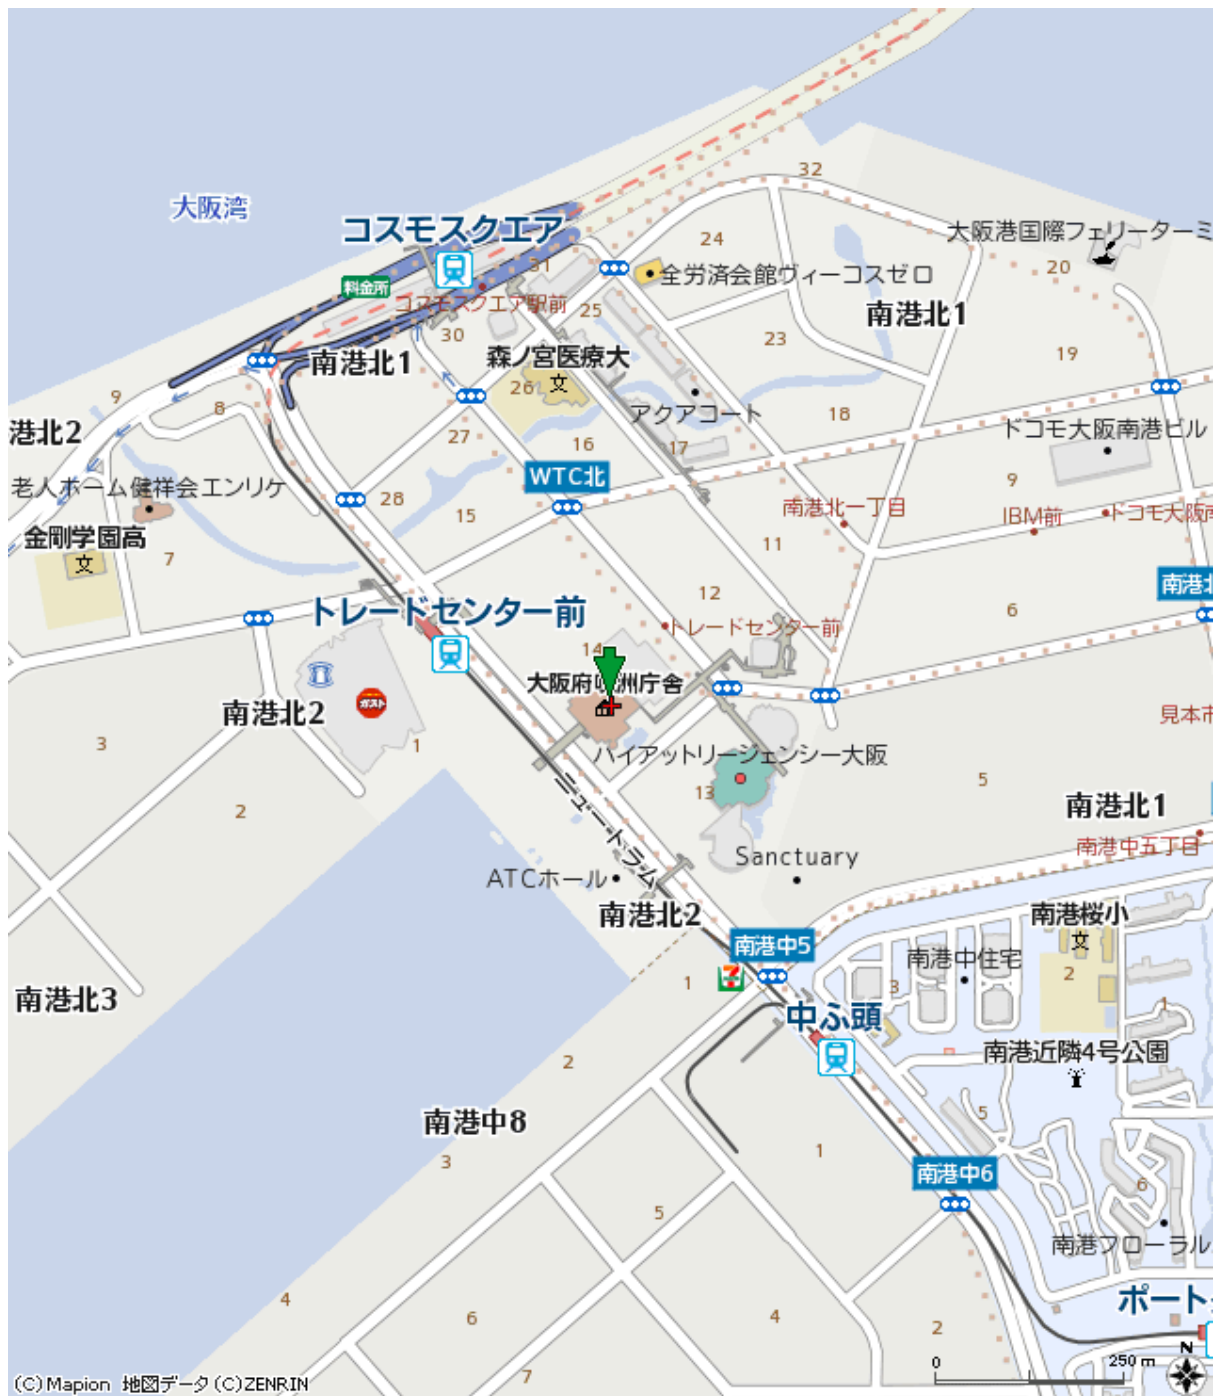 32
大阪湾
コスモスクエア
24
大阪港国際フェリーターミ
31
20
全労済会館ヴィーコスゼロ
料金所
コスモスクエア駅前
25
南港北1
30
23
19
南港北1
森ノ宮医療大
26
9
8
アクアコート
18
港北2
27
16
17
ドコモ大阪南港ビル
WTC北
9
老人ホーム健祥会エンリケ
28
南港北一丁目
IBM前
ドコモ大阪南
15
金剛学園高
11
7
南港北
12
6
トレードセンター前
トレードセンター前
14
大阪府咲洲庁舎
ガスト
南港北2
見本市
3
1
ハイアットリージェンシー大阪
5
13
2
南港北1
ニュートラム
南港中五丁目
Sanctuary
ATCホール
南港北2
南港桜小
南港中5
南港中住宅
7
1
3
2
南港北3
1
中ふ頭
南港近隣4号公園
2
南港中8
5
3
1
南港中6
6
5
南港フローラル
4
ポート
6
4
2
0
250m
N
7
(C)Mapion 地図データ(C)ZENRIN